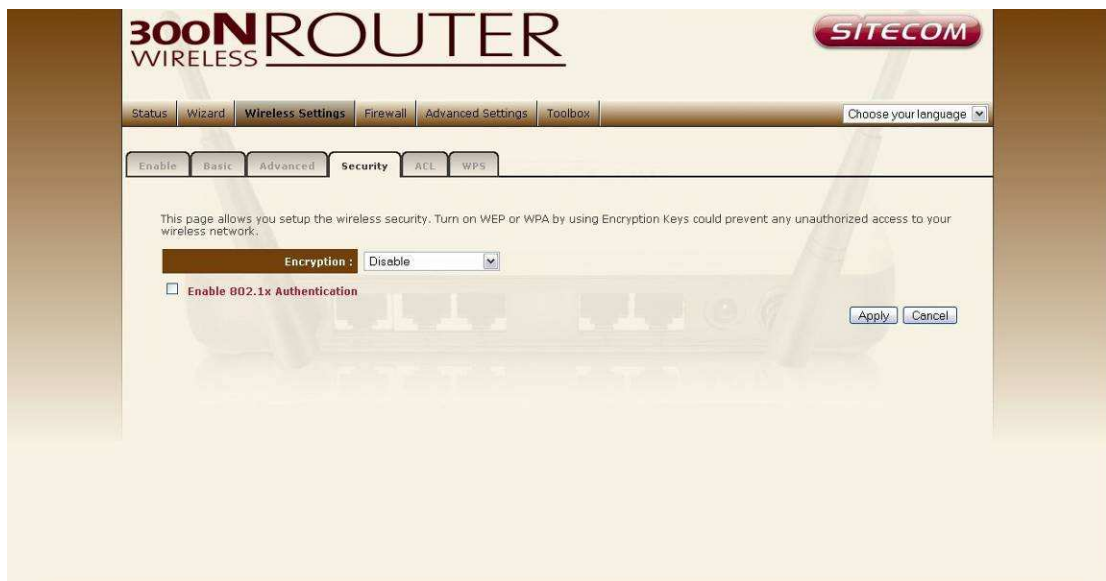 300N ROUTER
WIRELESS
SITECOM
Status Wizard Wireless Settings Firewall Advanced Settings Toolbox Choose your language
Enable Basic Advanced Security ACL WPS
This page allows you setup the wireless security. Turn on WEP or WPA by using Encryption Keys could prevent any unauthorized access to your
wireless network.
Encryption : Disable
Enable 802.1x Authentication
Apply Cancel